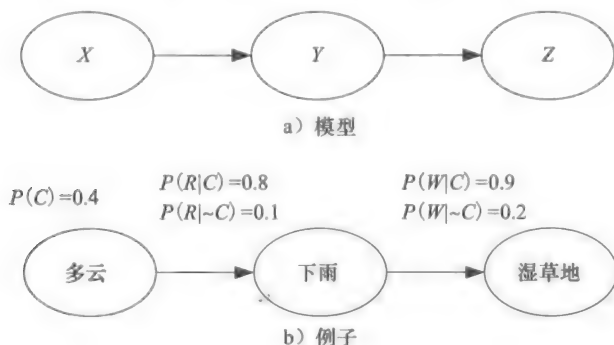 X Y Z
a) 模型
P(C)=0.4
P(R|C)=0.8
P(R|~C)=0.1
P(W|C)=0.9
P(W|~C)=0.2
多云 下雨 湿草地
b) 例子